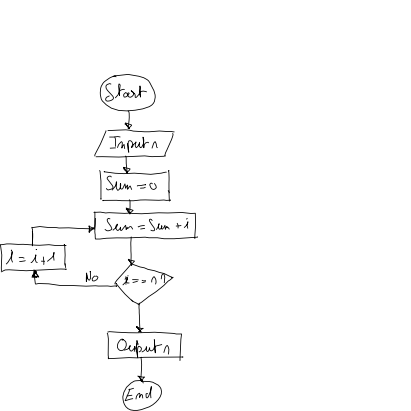 Start
Input n
Sum = 0
Sum = Sum + i
i = i + 1
No
i == n ?
Output n
End